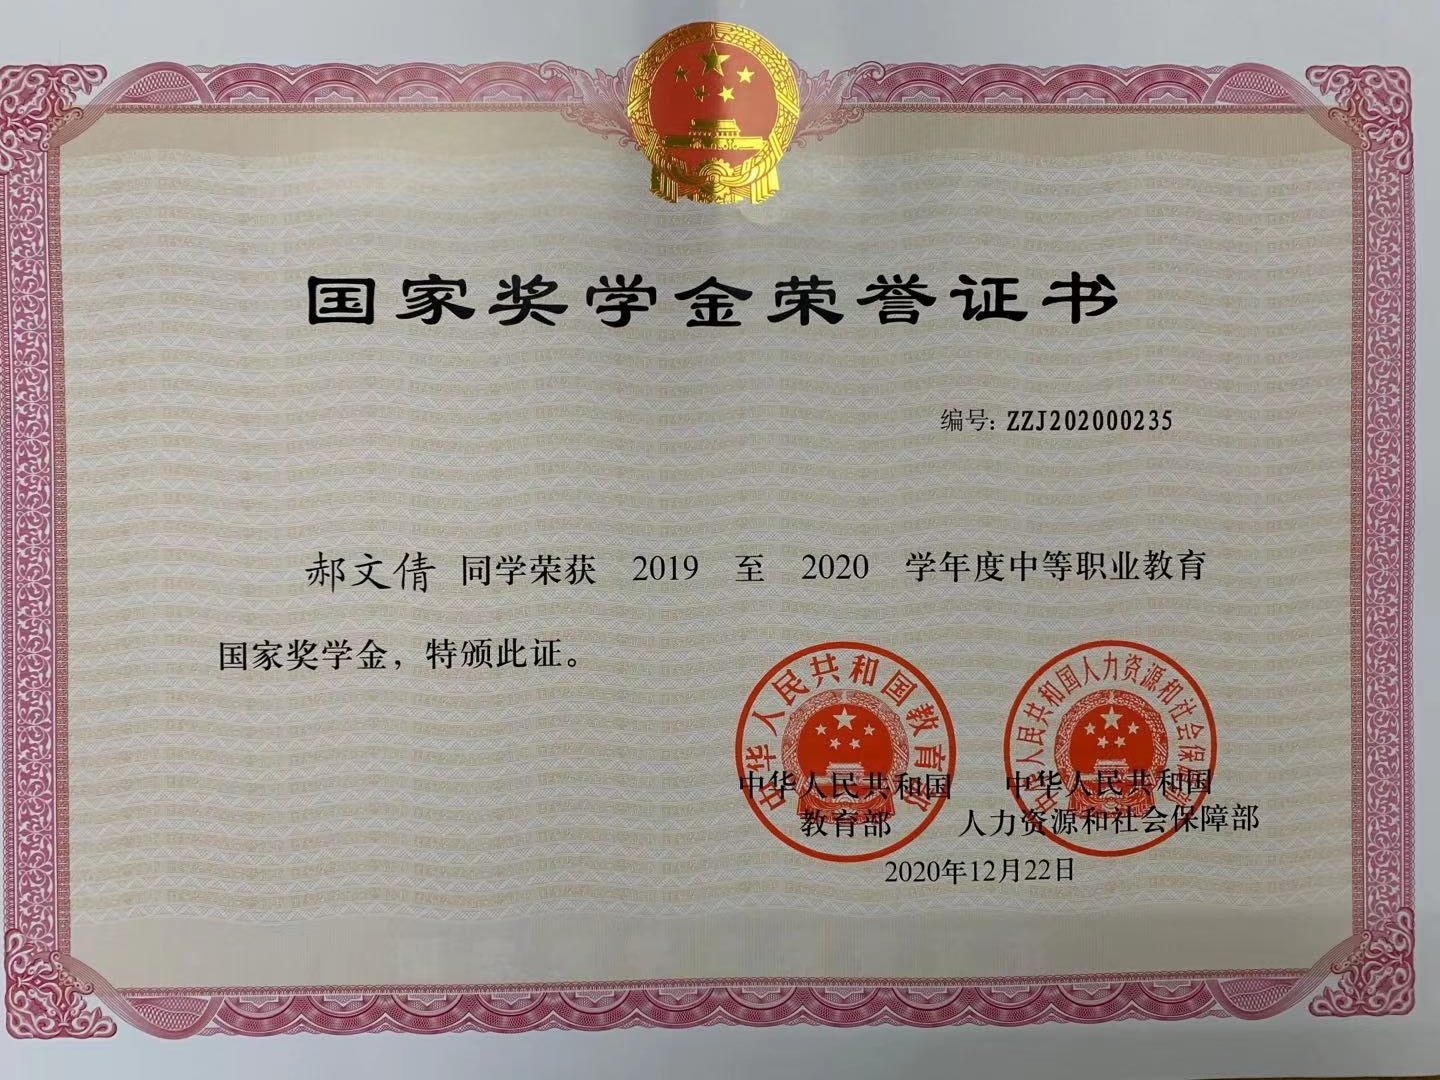 国家奖学金荣誉证书
编号: ZZJ202000235
郝文倩 同学荣获 2019 至 2020 学年度中等职业教育
国家奖学金，特颁此证。
中华人民共和国教育部
中华人民共和国人力资源和社会保障部
中华人民共和国
教育部
中华人民共和国
人力资源和社会保障部
2020年12月22日